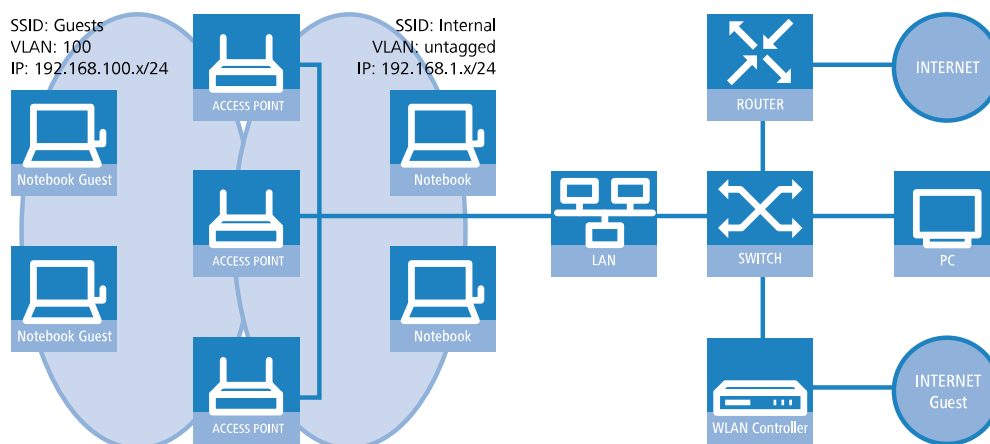 SSID: Guests
VLAN: 100
IP: 192.168.100.x/24
SSID: Internal
VLAN: untagged
IP: 192.168.1.x/24
ACCESS POINT
ROUTER
INTERNET
Notebook Guest
Notebook
ACCESS POINT
LAN
SWITCH
PC
Notebook Guest
Notebook
ACCESS POINT
WLAN Controller
INTERNET
Guest